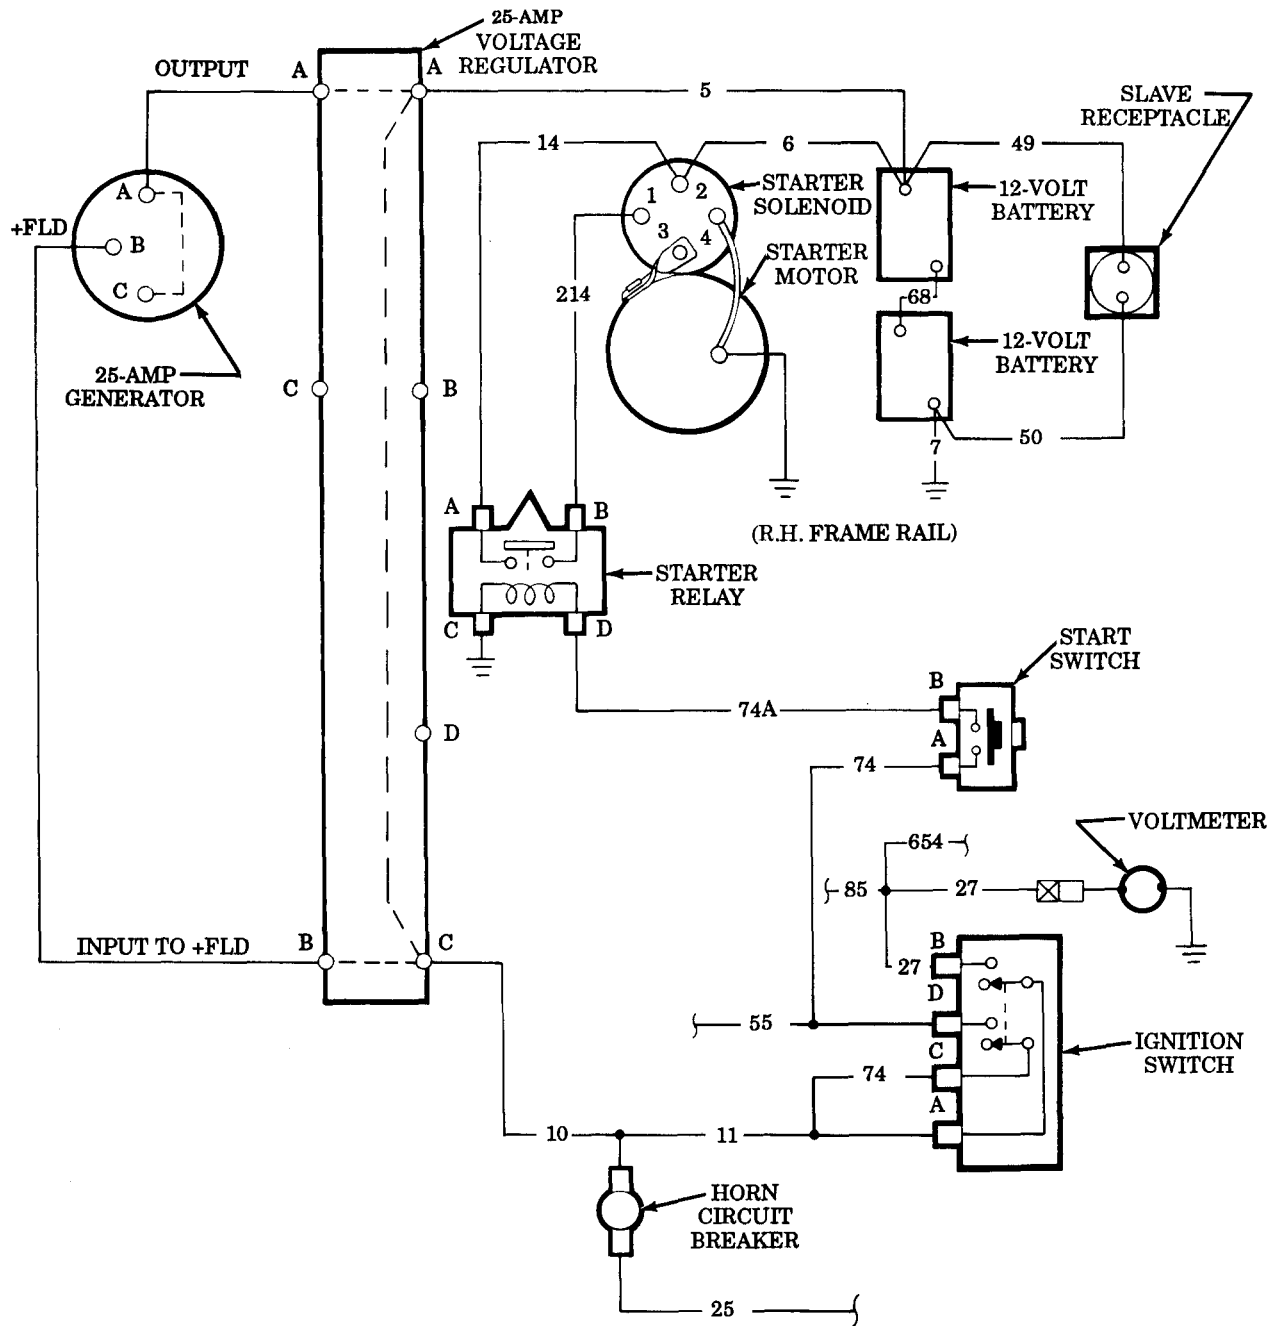 25-AMP
VOLTAGE
REGULATOR
OUTPUT
A
A
5
SLAVE
RECEPTACLE
14
6
49
STARTER
SOLENOID
12-VOLT
BATTERY
1
2
3
4
A
B
C
+FLD
STARTER
MOTOR
214
68
12-VOLT
BATTERY
25-AMP
GENERATOR
C
B
7
50
(R.H. FRAME RAIL)
A
B
STARTER
RELAY
C
D
START
SWITCH
B
74A
A
D
74
VOLTMETER
654
85
27
INPUT TO +FLD
B
C
B
27
D
55
C
74
A
IGNITION
SWITCH
10
11
HORN
CIRCUIT
BREAKER
25